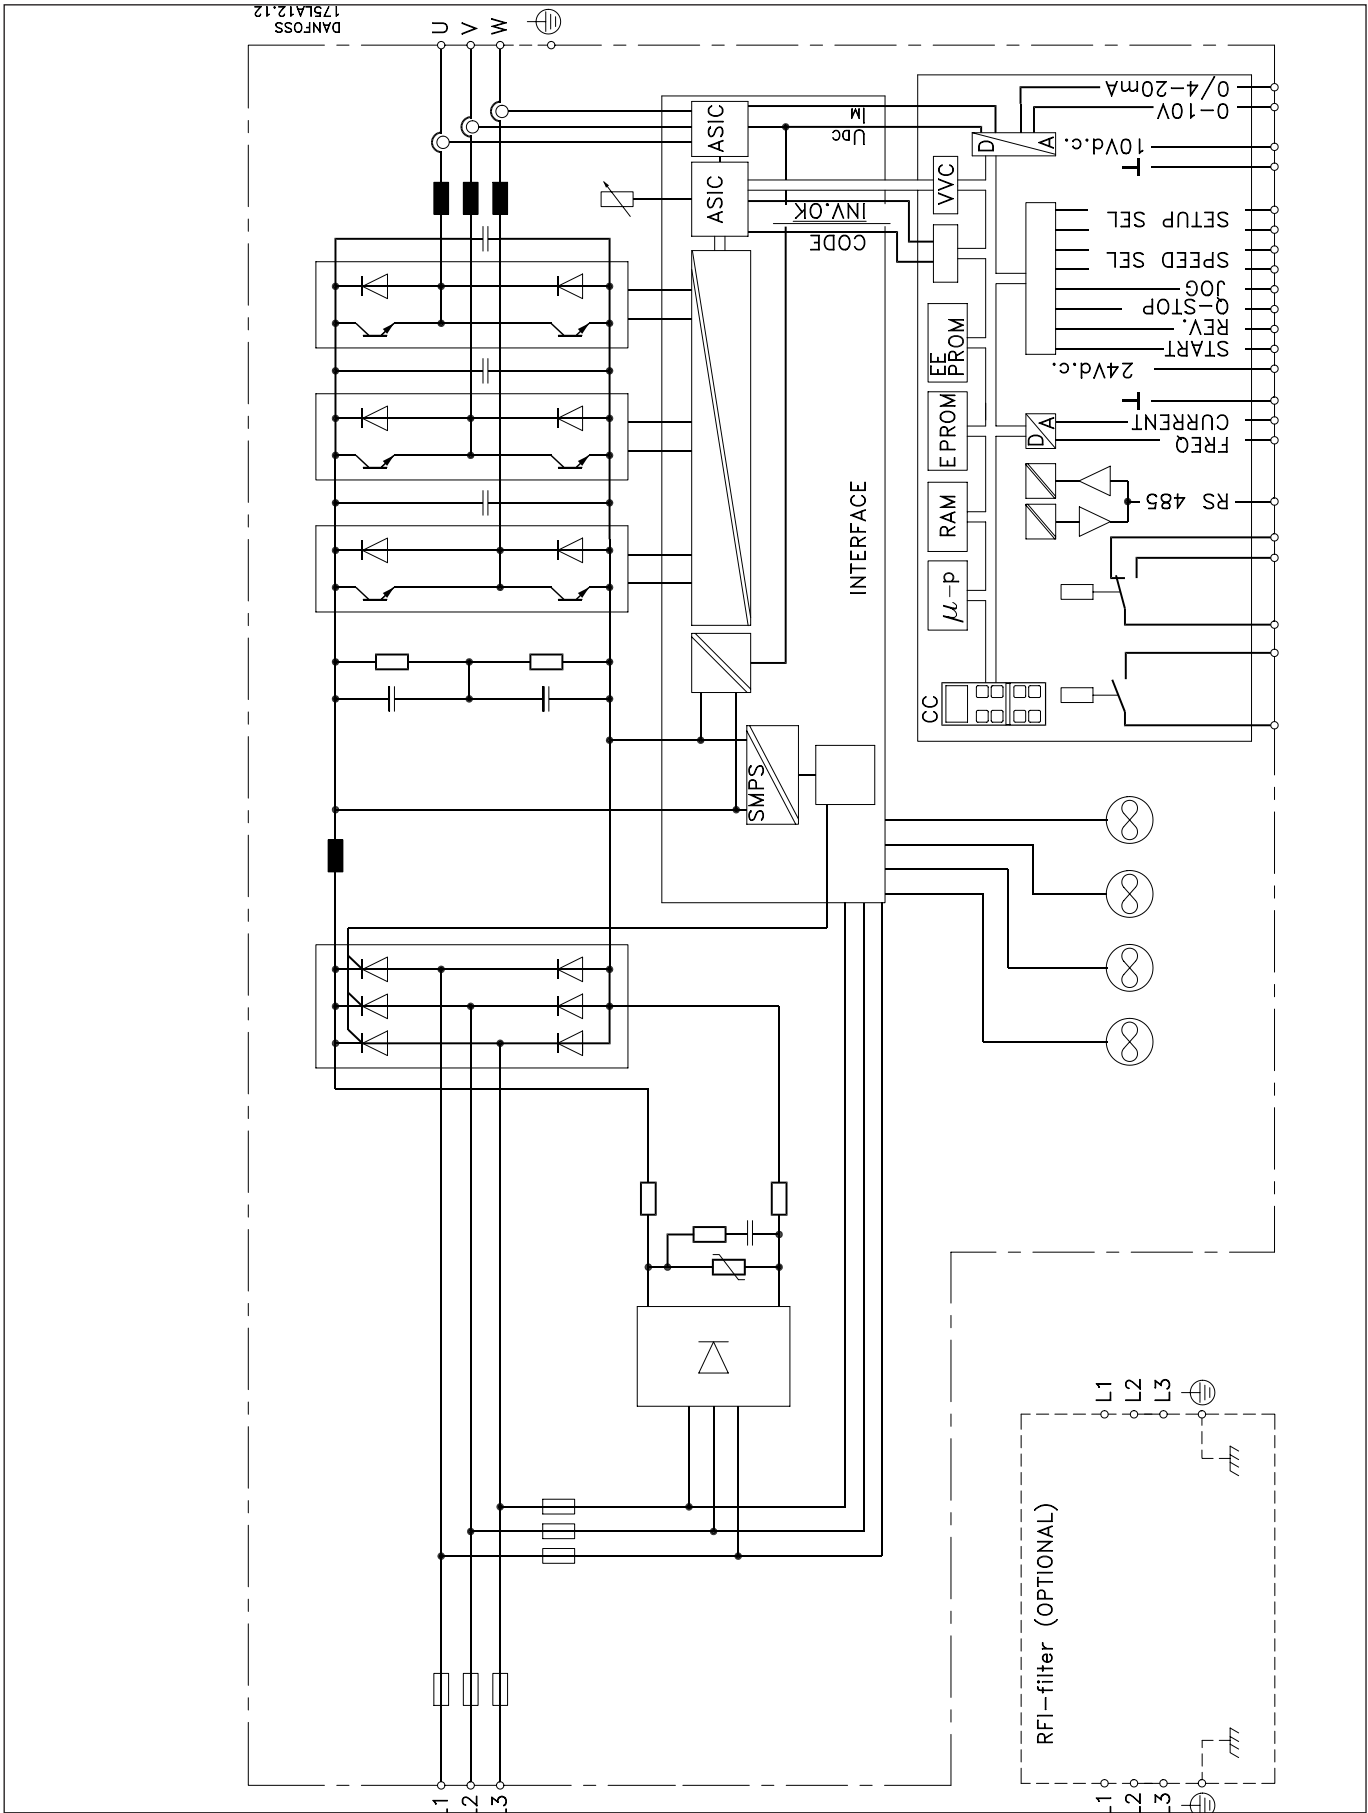 DANFOSS
175LA12.12
U
V
W
0/4-20mA
0-10V
10Vd.c.
ASIC
IM
UDC
D
A
ASIC
VVC
INV.OK
CODE
SETUP SEL
SPEED SEL
JOG
Q-STOP
REV.
START
24Vd.c.
EE
PROM
EPROM
D
A
CURRENT
FREQ
RAM
RS 485
INTERFACE
μ-p
CC
SMPS
L1
L2
L3
RFI-filter (OPTIONAL)
1
2
3
1
2
3